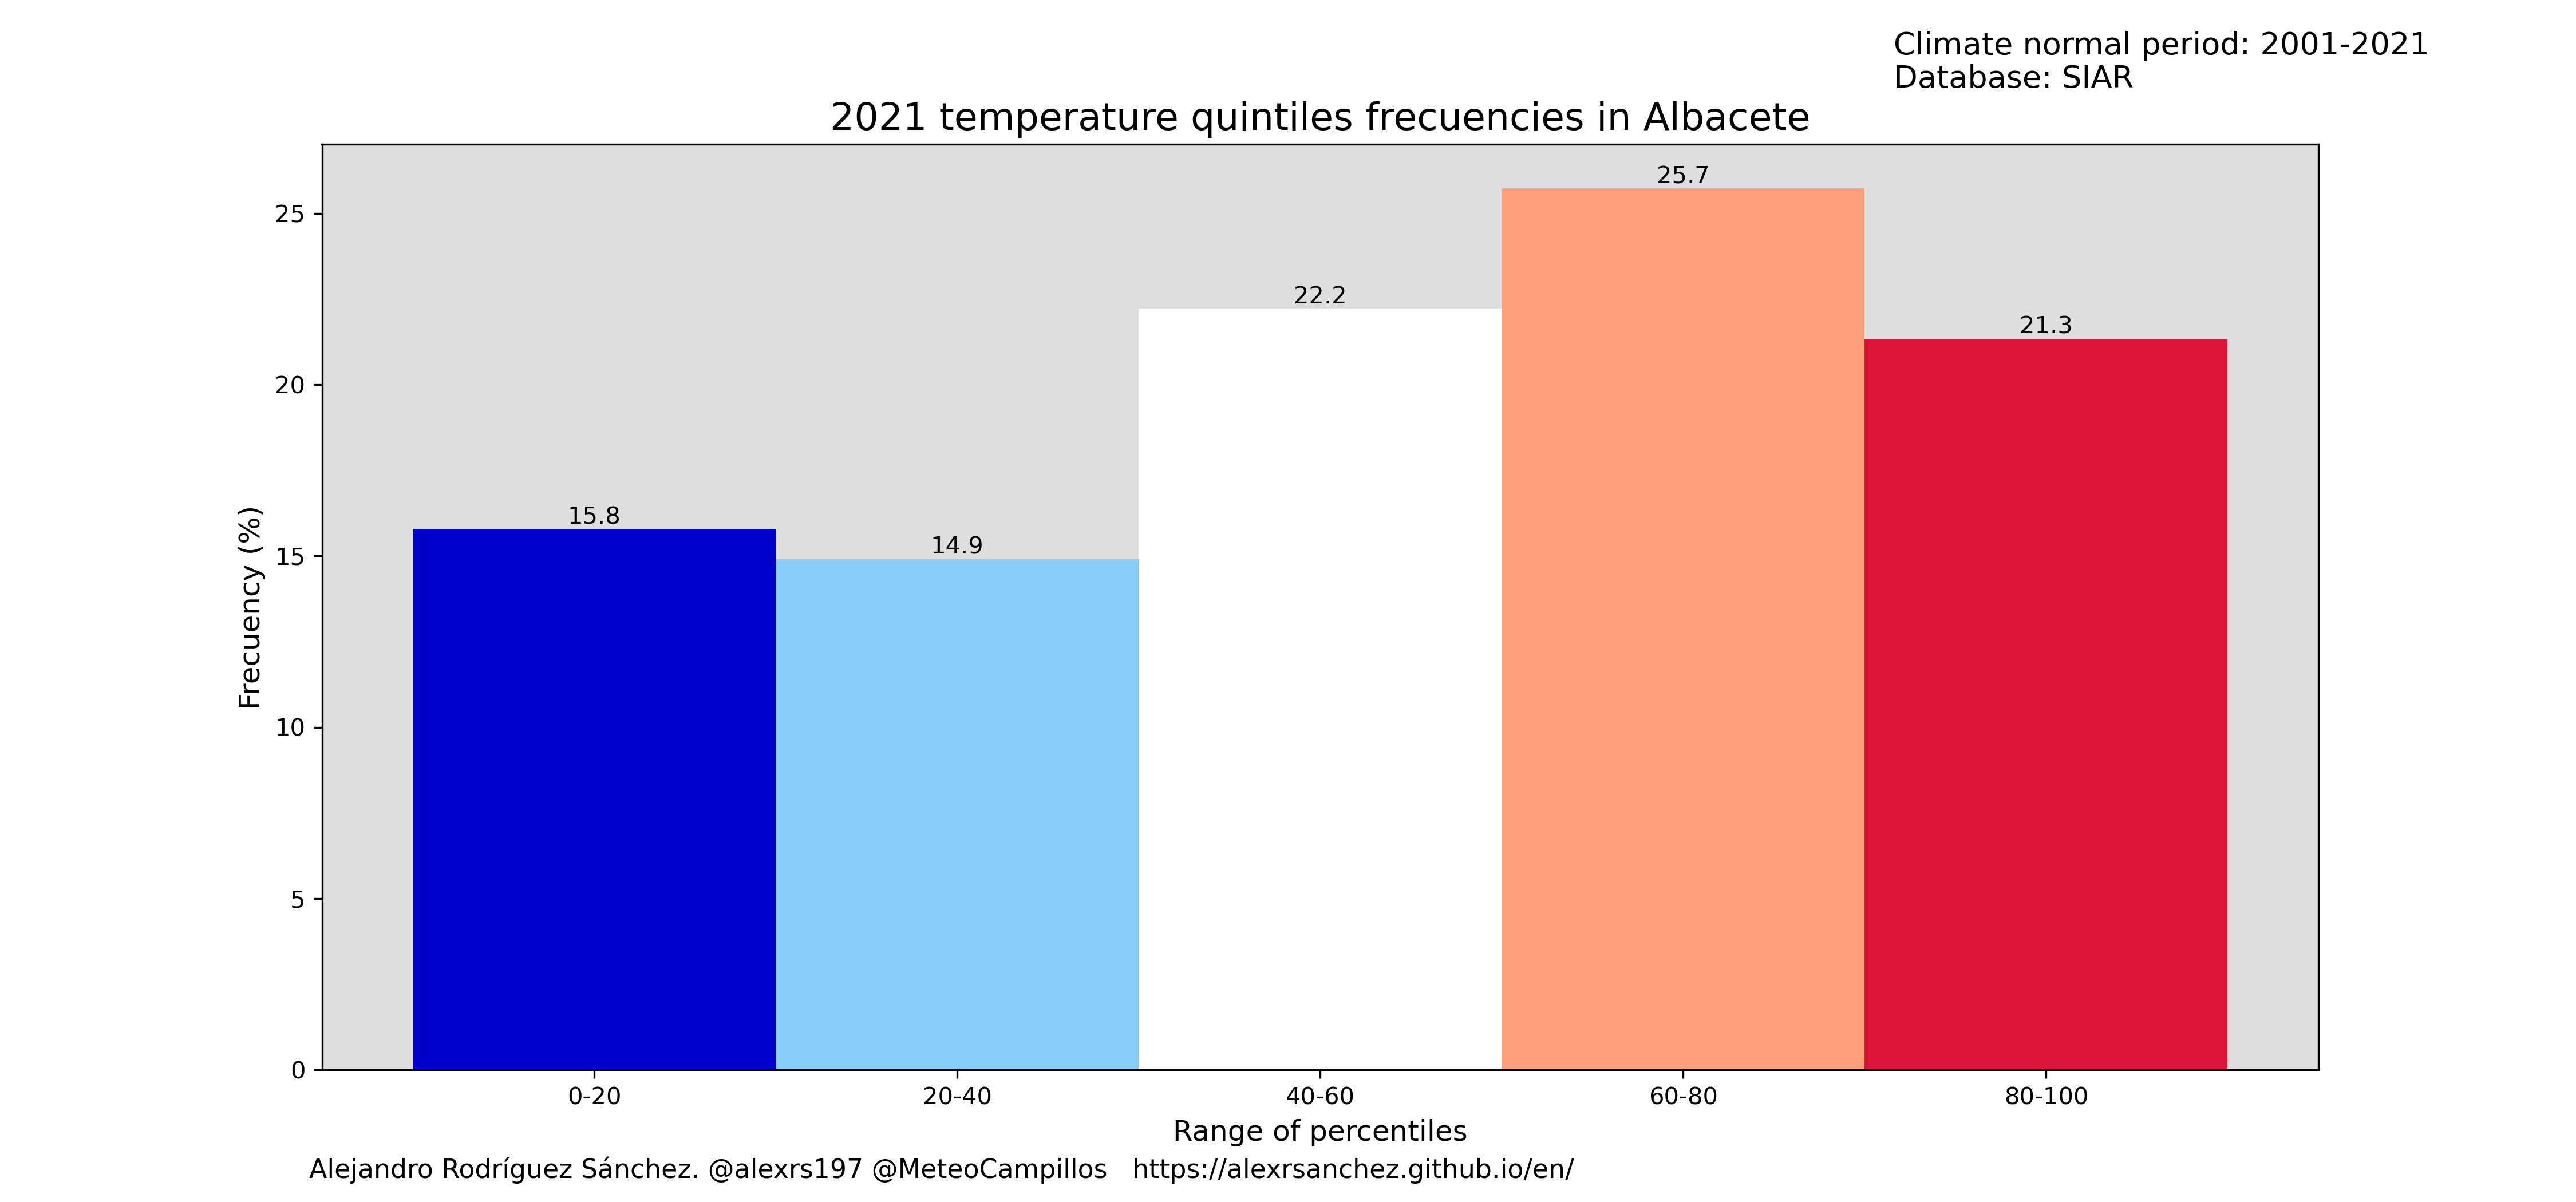 Climate normal period: 2001-2021
Database: SIAR
2021 temperature quintiles frecuencies in Albacete
25.7
25
22.2
21.3
20
15.8
14.9
15
Frecuency (%)
10
5
0
0-20 20-40 40-60 60-80 80-100
Range of percentiles
Alejandro Rodríguez Sánchez. @alexrs197 @MeteoCampillos https://alexrsanchez.github.io/en/